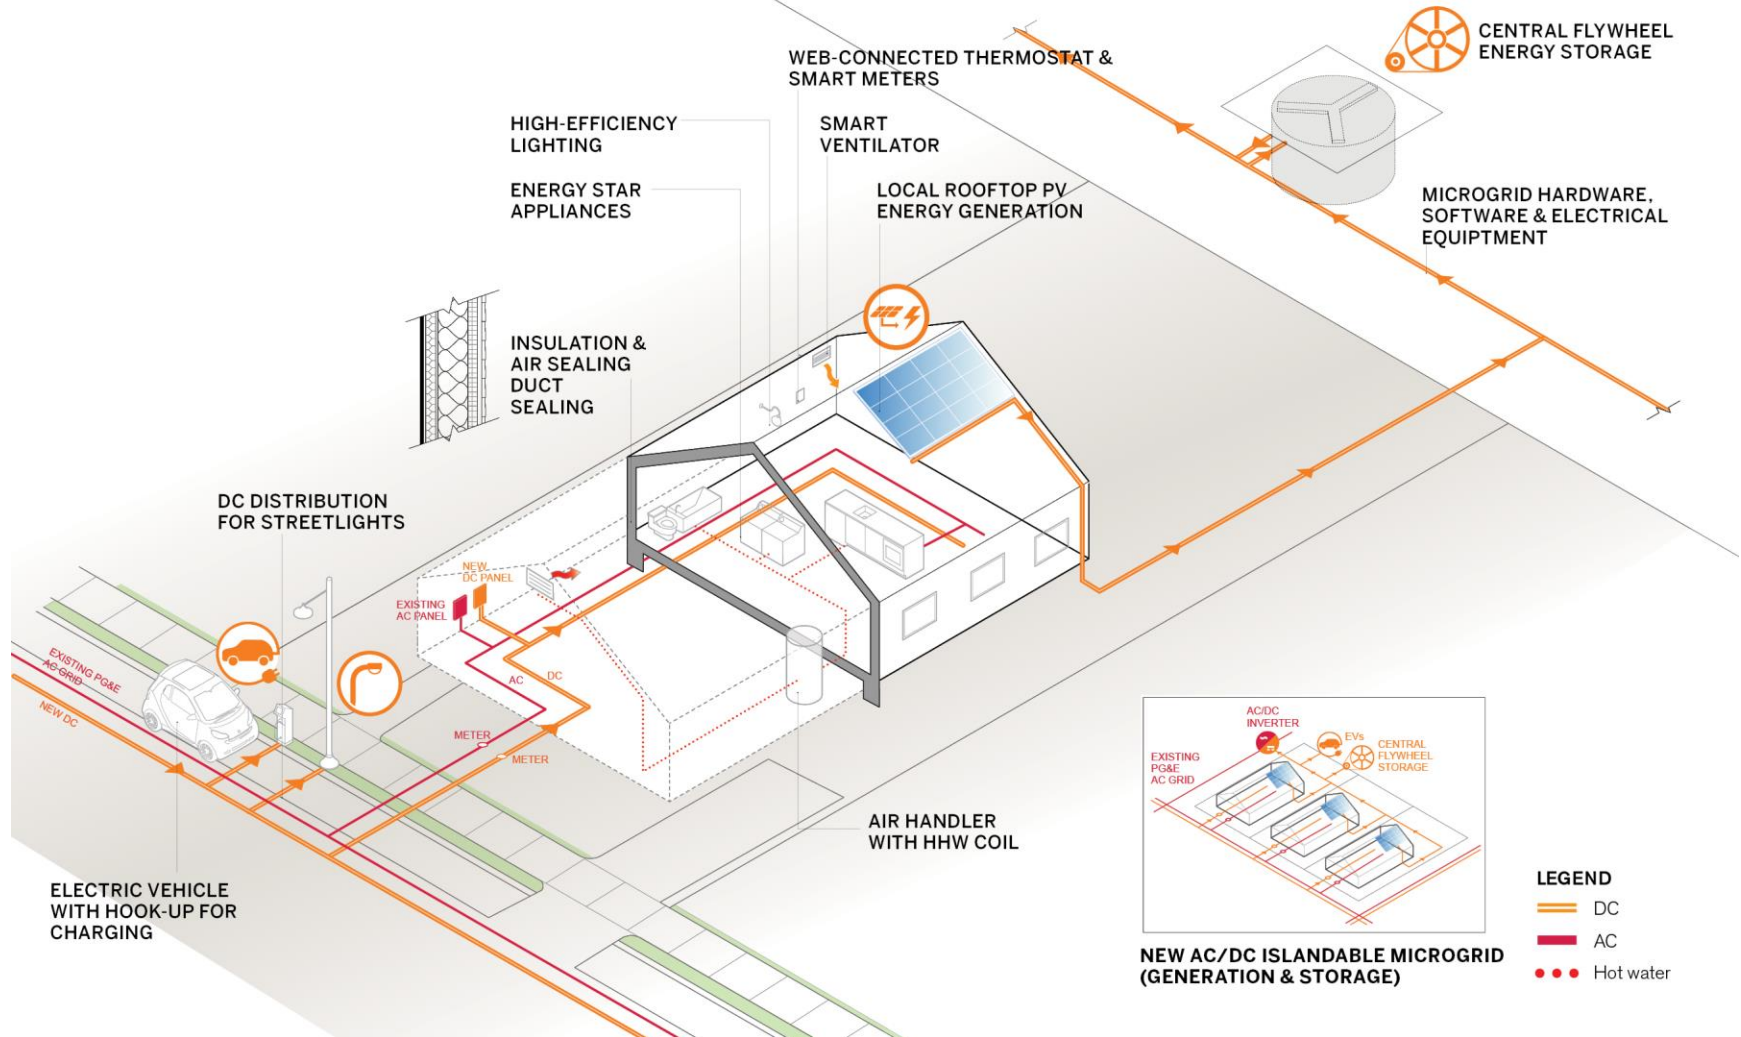 CENTRAL FLYWHEEL
ENERGY STORAGE
WEB-CONNECTED THERMOSTAT &
SMART METERS
HIGH-EFFICIENCY
LIGHTING
SMART
VENTILATOR
ENERGY STAR
APPLIANCES
LOCAL ROOFTOP PV
ENERGY GENERATION
MICROGRID HARDWARE,
SOFTWARE & ELECTRICAL
EQUIPTMENT
INSULATION &
AIR SEALING
DUCT
SEALING
DC DISTRIBUTION
FOR STREETLIGHTS
NEW
DC PANEL
EXISTING
AC PANEL
EXISTING PG&E
AC GRID
NEW DC
AC
DC
METER
METER
AIR HANDLER
WITH HHW COIL
ELECTRIC VEHICLE
WITH HOOK-UP FOR
CHARGING
AC/DC
INVERTER
EVs
CENTRAL
FLYWHEEL
STORAGE
EXISTING
PG&E
AC GRID
NEW AC/DC ISLANDABLE MICROGRID
(GENERATION & STORAGE)
LEGEND
DC
AC
Hot water